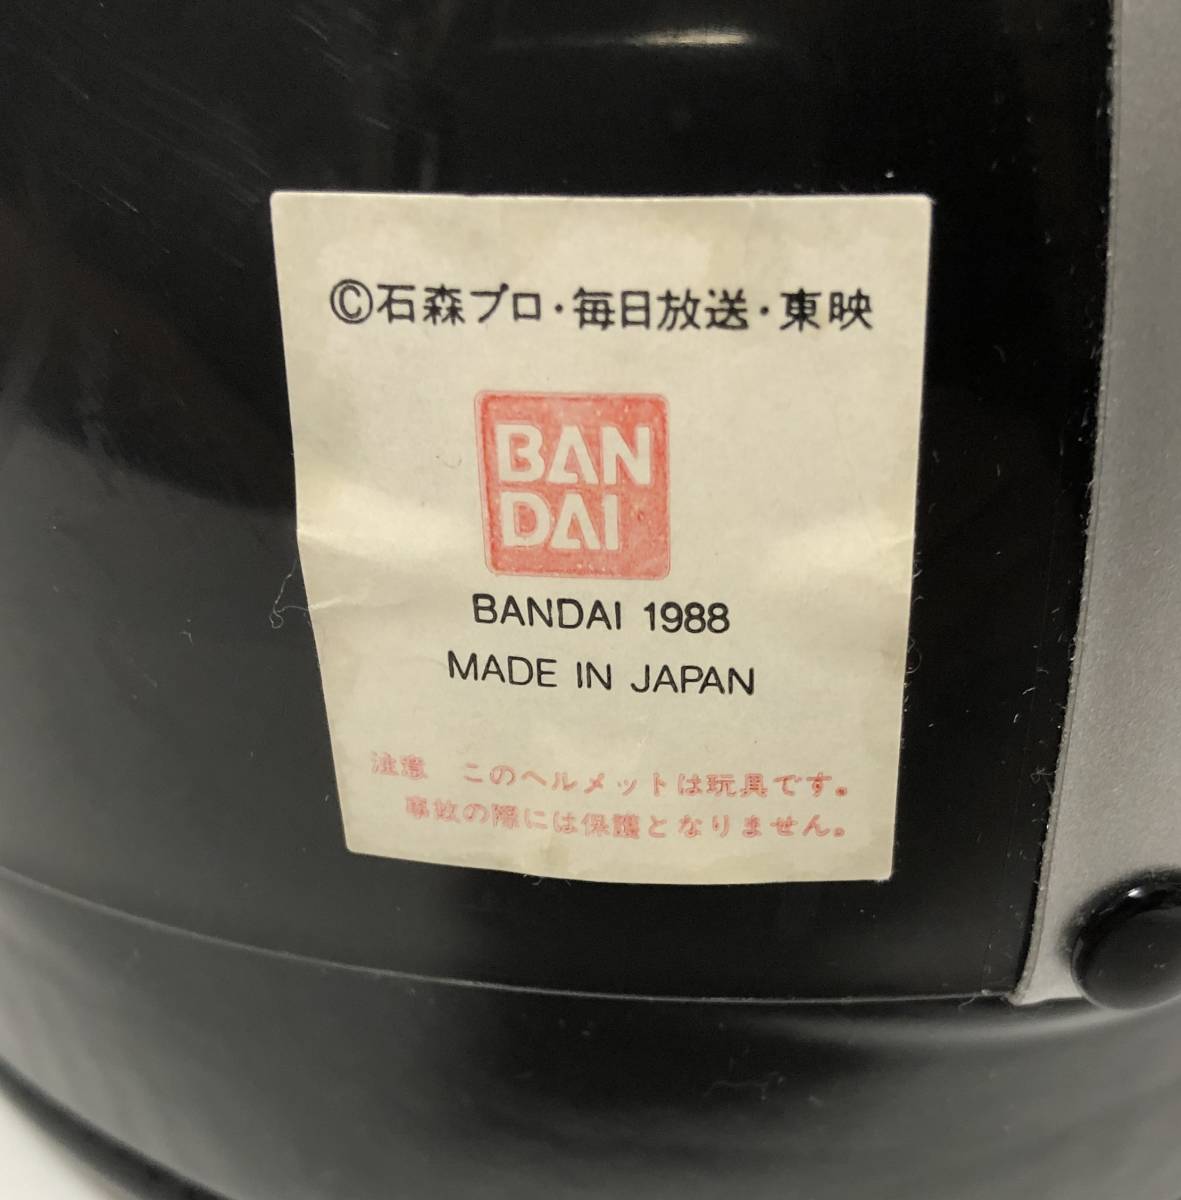 ©石森プロ・毎日放送・東映
BAN
DAI
BANDAI 1988
MADE IN JAPAN
注意　このヘルメットは玩具です。
事故の際には保護となりません。